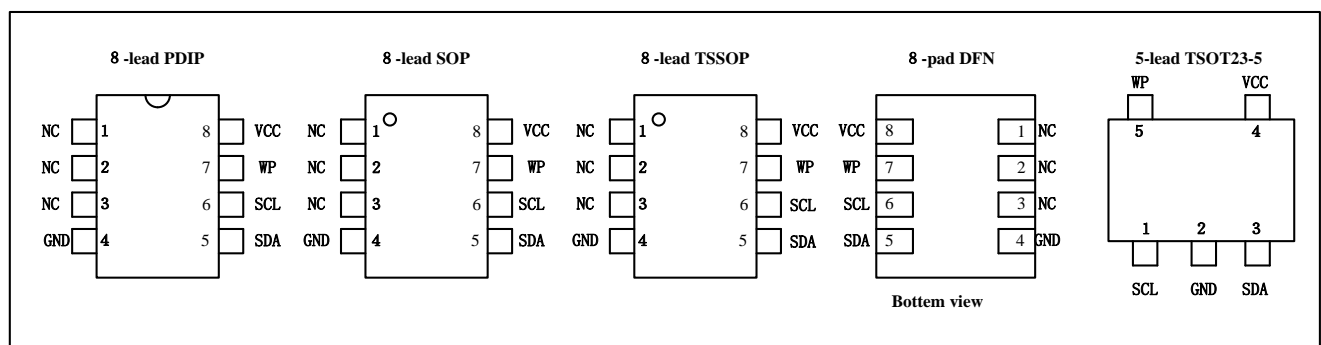 8 -lead PDIP 8 -lead SOP 8 -lead TSSOP 8 -pad DFN 5-lead TSOT23-5
WP VCC
NC 1 8 VCC NC 1 8 VCC NC 1 8 VCC VCC 8 1 NC 5 4
NC 2 7 WP NC 2 7 WP NC 2 7 WP WP 7 2 NC
NC 3 6 SCL NC 3 6 SCL NC 3 6 SCL SCL 6 3 NC
GND 4 5 SDA GND 4 5 SDA GND 4 5 SDA SDA 5 4 GND 1 2 3
SCL GND SDA
Bottem view